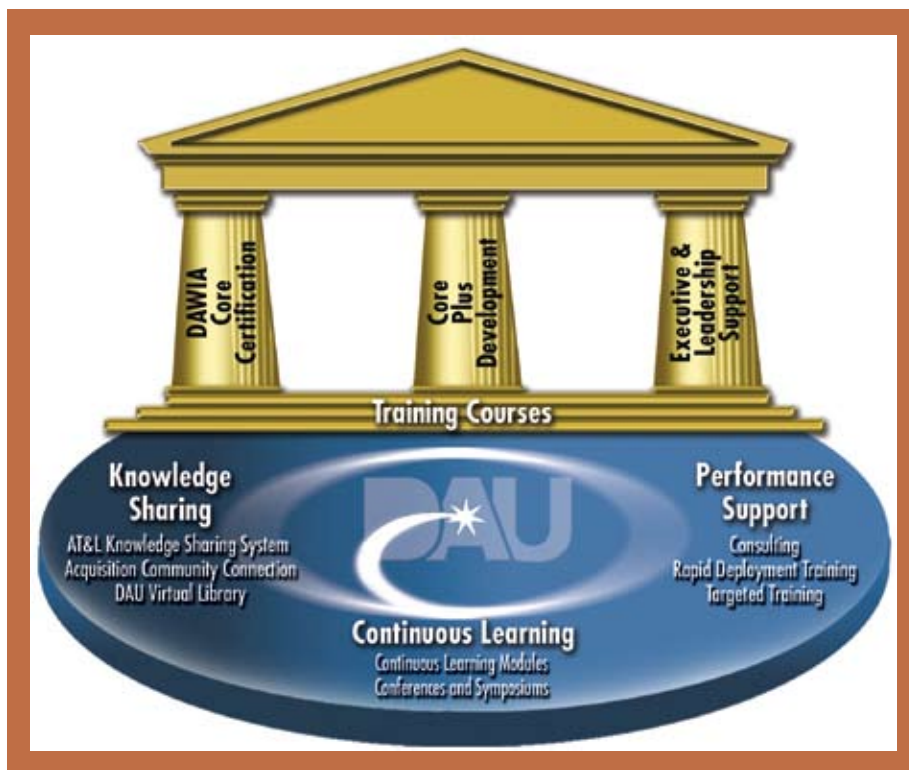 DAWIA
Core
Certification
Core
Plus
Development
Executive &
Leadership
Support
Training Courses
Knowledge
Sharing
AT&L Knowledge Sharing System
Acquisition Community Connection
DAU Virtual Library
DAU
Performance
Support
Consulting
Rapid Deployment Training
Targeted Training
Continuous Learning
Continuous Learning Modules
Conferences and Symposiums